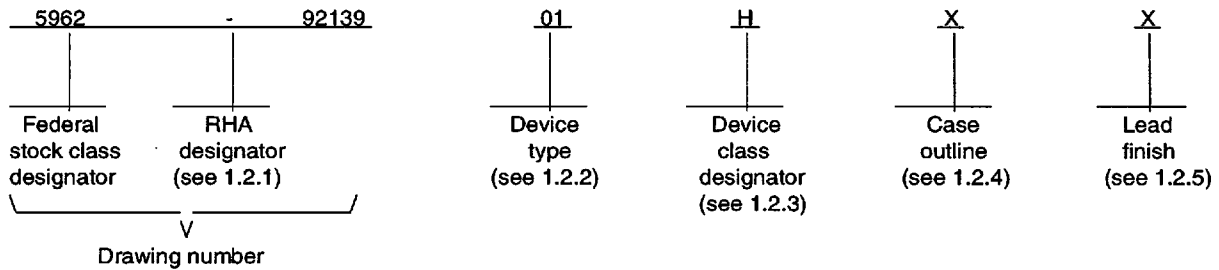 5962 - 92139 01 H X X
Federal stock class designator
RHA designator (see 1.2.1)
Device type (see 1.2.2)
Device class designator (see 1.2.3)
Case outline (see 1.2.4)
Lead finish (see 1.2.5)
Drawing number